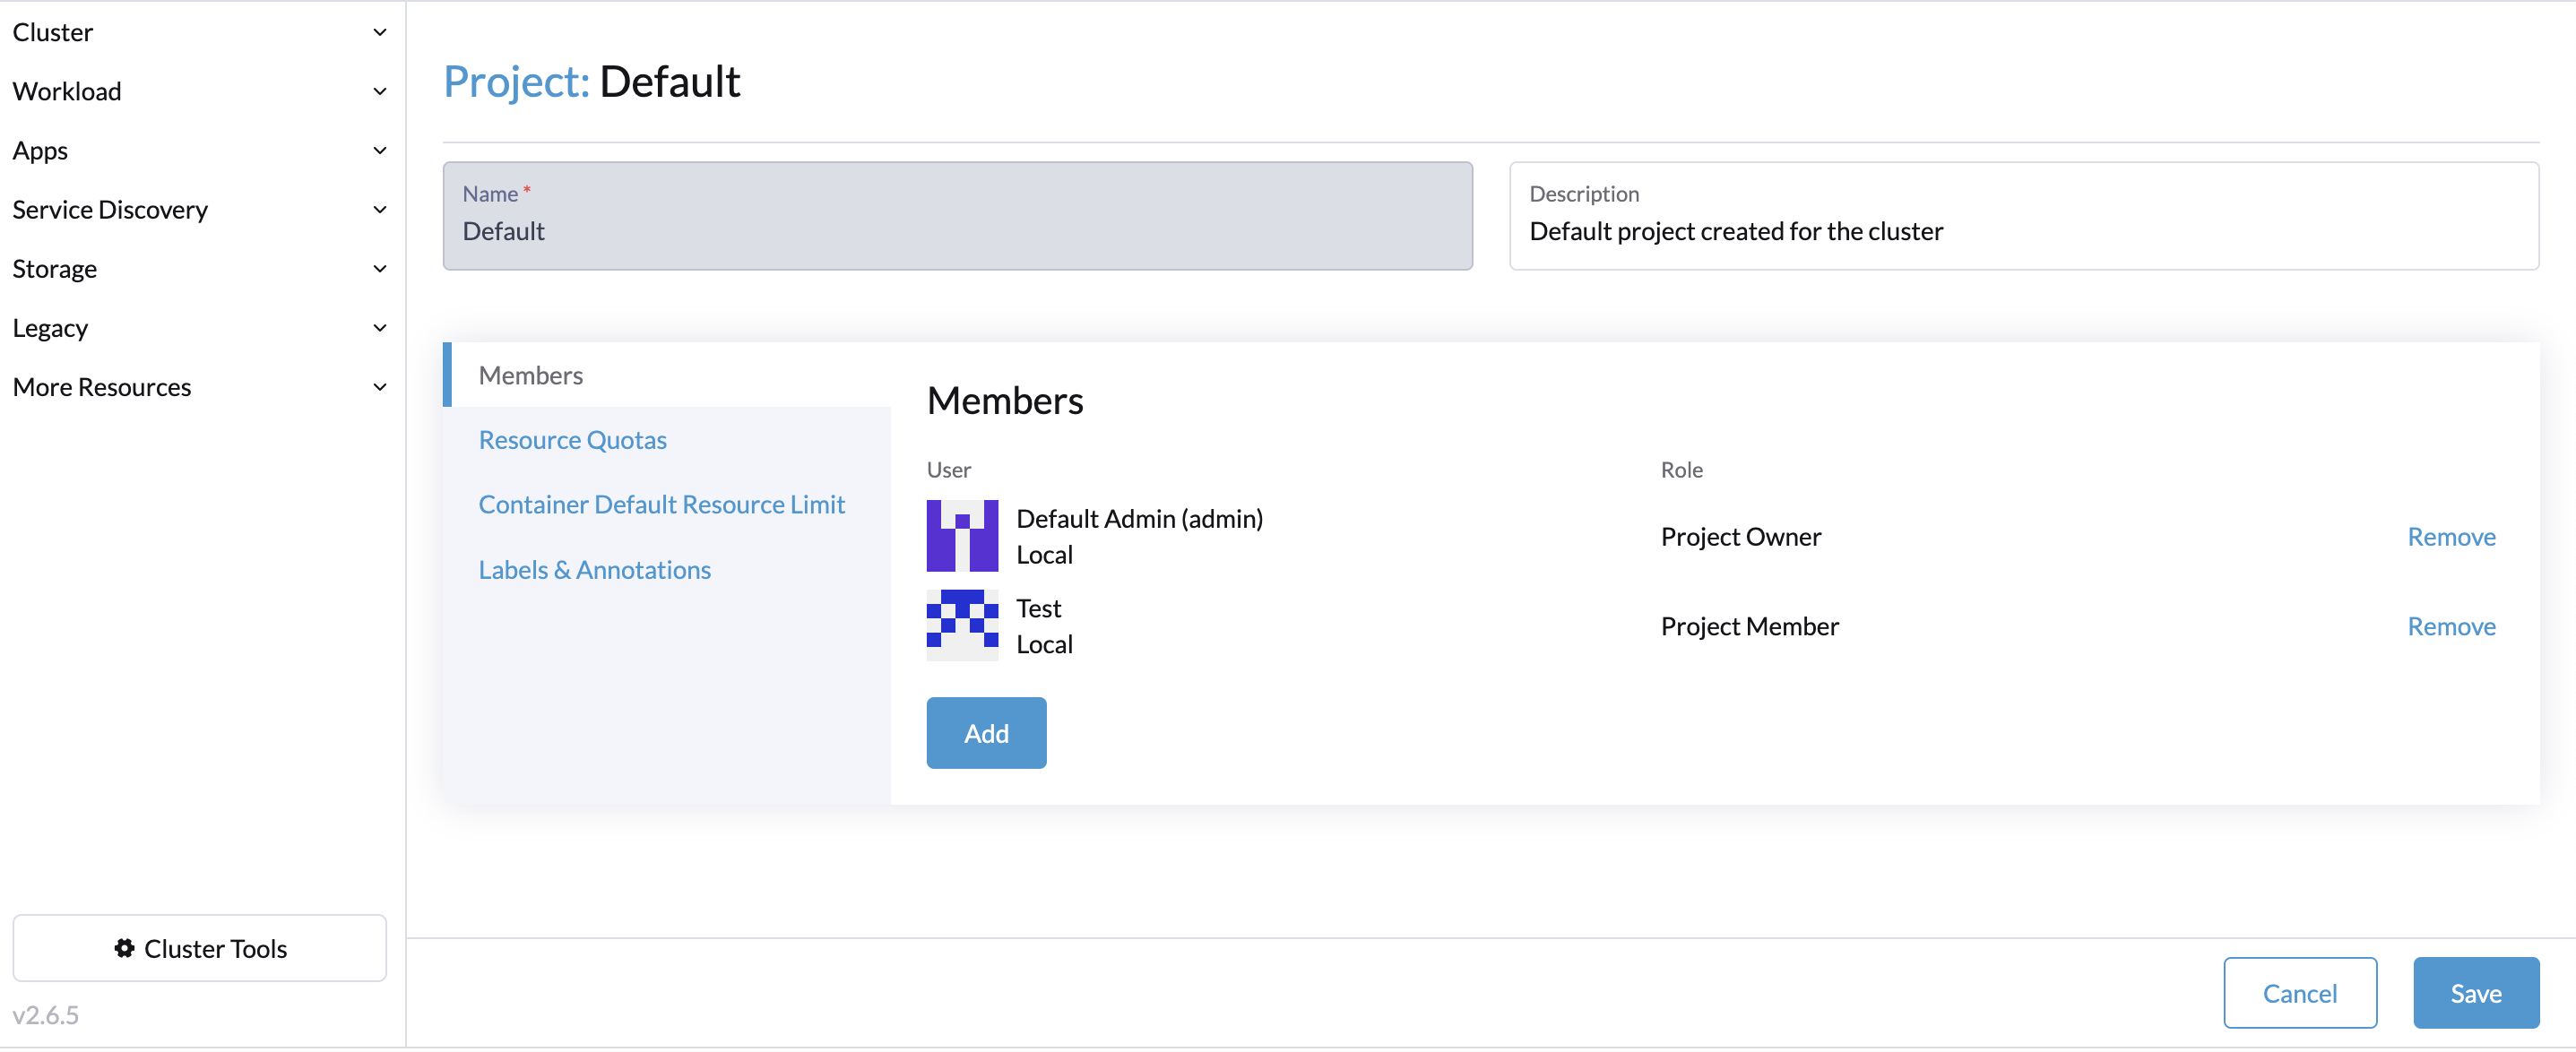 Cluster
Workload
Apps
Service Discovery
Storage
Legacy
More Resources
Cluster Tools
v2.6.5
Project: Default
Name *
Default
Description
Default project created for the cluster
Members
Resource Quotas
Container Default Resource Limit
Labels & Annotations
Members
User Role
Default Admin (admin)
Local
Project Owner Remove
Test
Local
Project Member Remove
Add
Cancel Save